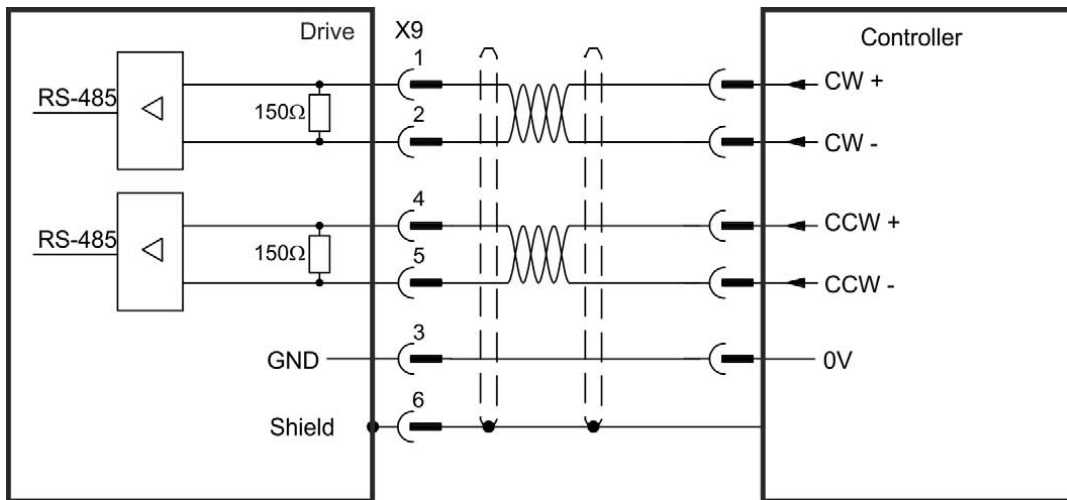 Drive
X9
Controller
1
CW +
RS-485
150Ω
2
CW -
4
CCW +
RS-485
150Ω
5
CCW -
3
GND
0V
6
Shield